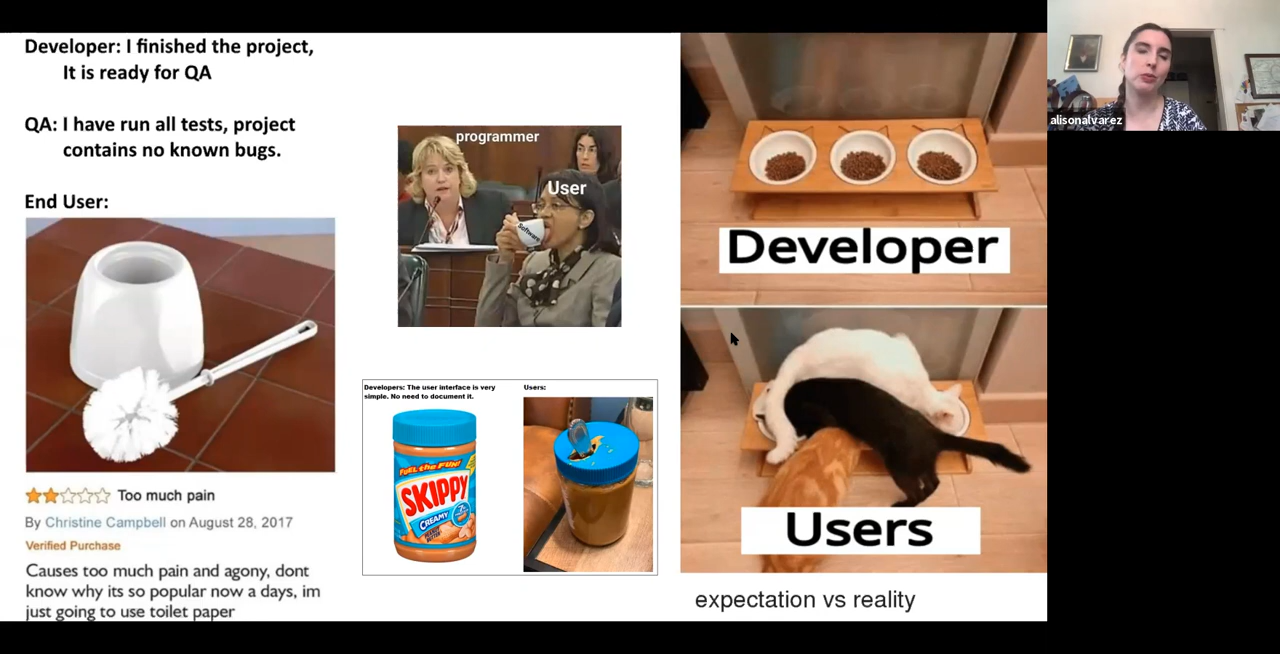 Developer: I finished the project,
It is ready for QA
QA: I have run all tests, project
contains no known bugs.
End User:
Too much pain
By Christine Campbell on August 28, 2017
Verified Purchase
Causes too much pain and agony, dont
know why its so popular now a days, im
just going to use toilet paper
programmer
User
Software
Developers: The user interface is very
simple. No need to document it.
Users:
FUEL the FUN!
SKIPPY
CREAMY
Developer
Users
expectation vs reality
alisonalvarez